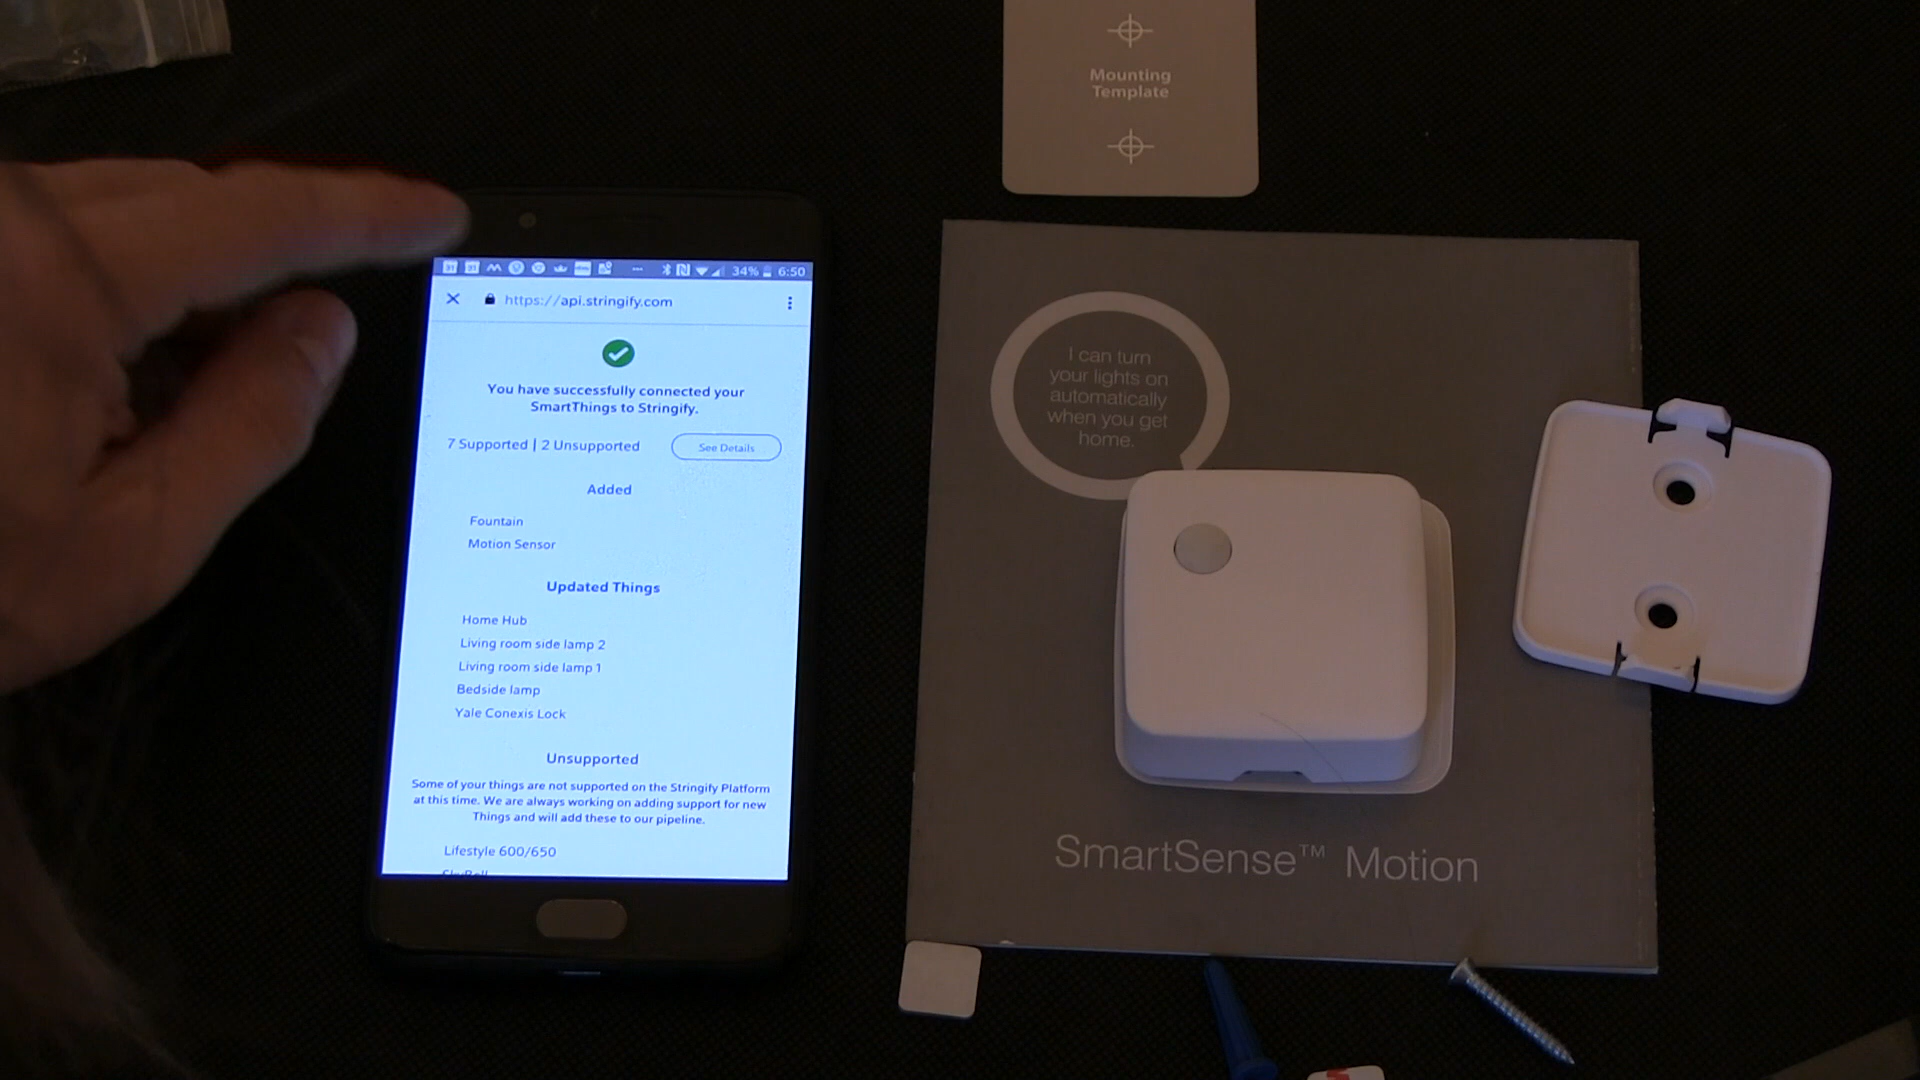 Mounting
Template
34% 6:50
https://api.stringify.com
You have successfully connected your
SmartThings to Stringify.
7 Supported | 2 Unsupported
See Details
Added
Fountain
Motion Sensor
Updated Things
Home Hub
Living room side lamp 2
Living room side lamp 1
Bedside lamp
Yale Conexis Lock
Unsupported
Some of your things are not supported on the Stringify Platform
at this time. We are always working on adding support for new
Things and will add these to our pipeline.
Lifestyle 600/650
I can turn
your lights on
automatically
when you get
home.
SmartSense™ Motion